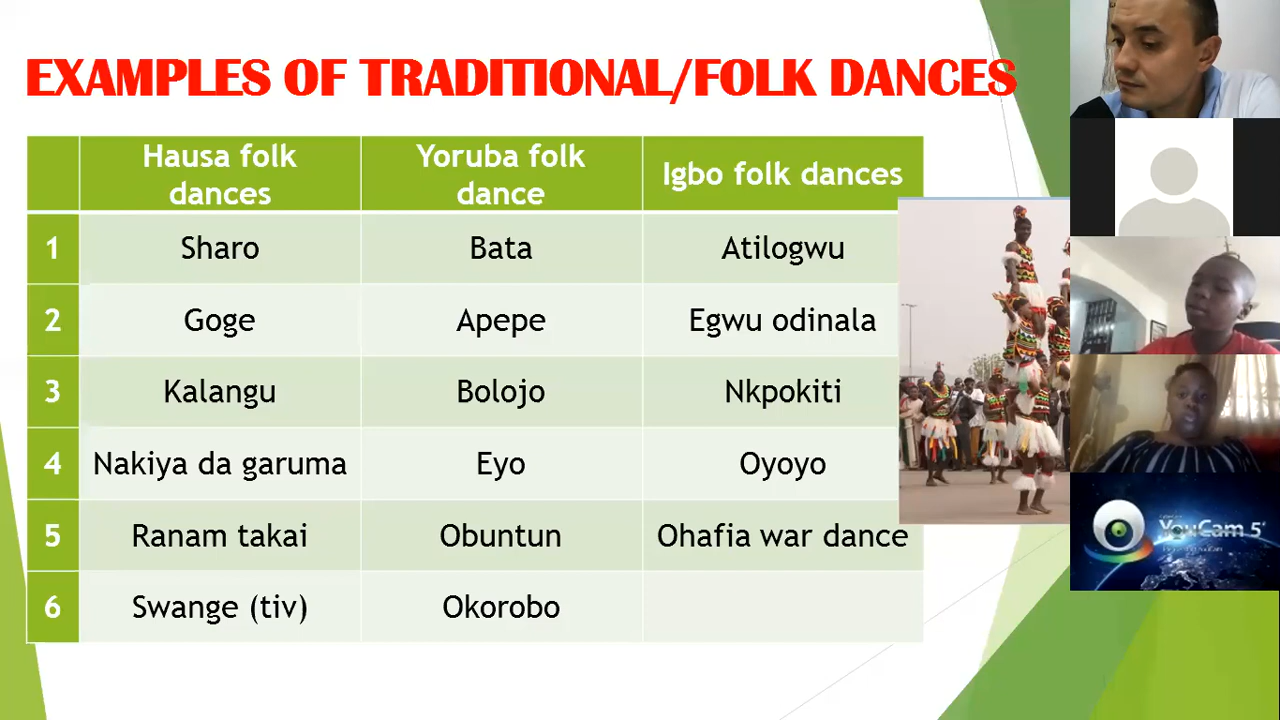 EXAMPLES OF TRADITIONAL/FOLK DANCES
Hausa folk dances
Yoruba folk dance
Igbo folk dances
1 Sharo Bata Atilogwu
2 Goge Apepe Egwu odinala
3 Kalangu Bolojo Nkpokiti
4 Nakiya da garuma Eyo Oyoyo
5 Ranam takai Obuntun Ohafia war dance
6 Swange (tiv) Okorobo
YouCam 5